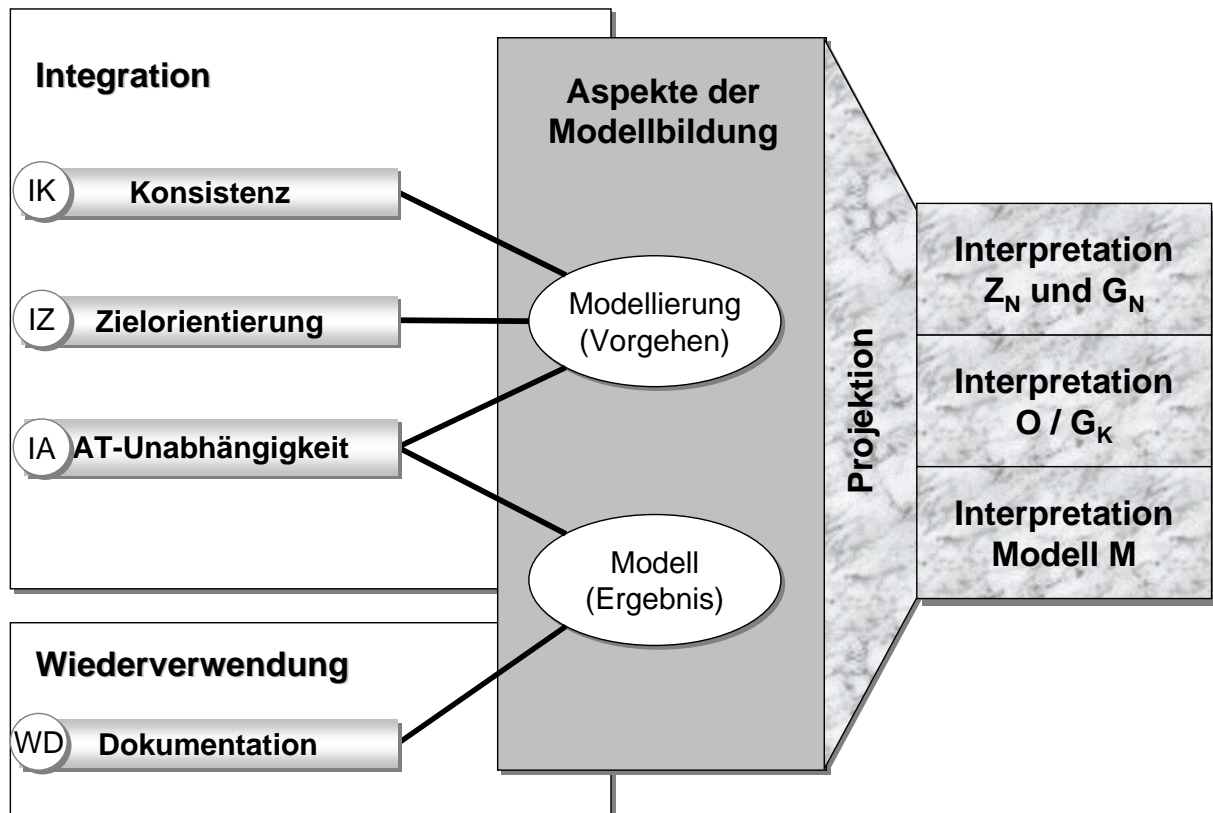 Integration
IK Konsistenz
IZ Zielorientierung
IA AT-Unabhängigkeit
Wiederverwendung
WD Dokumentation
Aspekte der
Modellbildung
Modellierung
(Vorgehen)
Modell
(Ergebnis)
Projektion
Interpretation
Z_N und G_N
Interpretation
O / G_K
Interpretation
Modell M